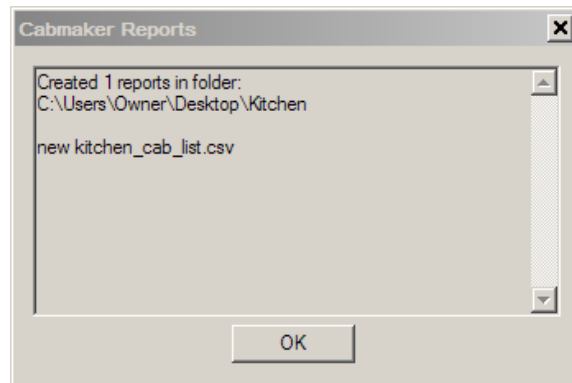 Cabmaker Reports
Created 1 reports in folder:
C:\Users\Owner\Desktop\Kitchen
new kitchen_cab_list.csv
OK